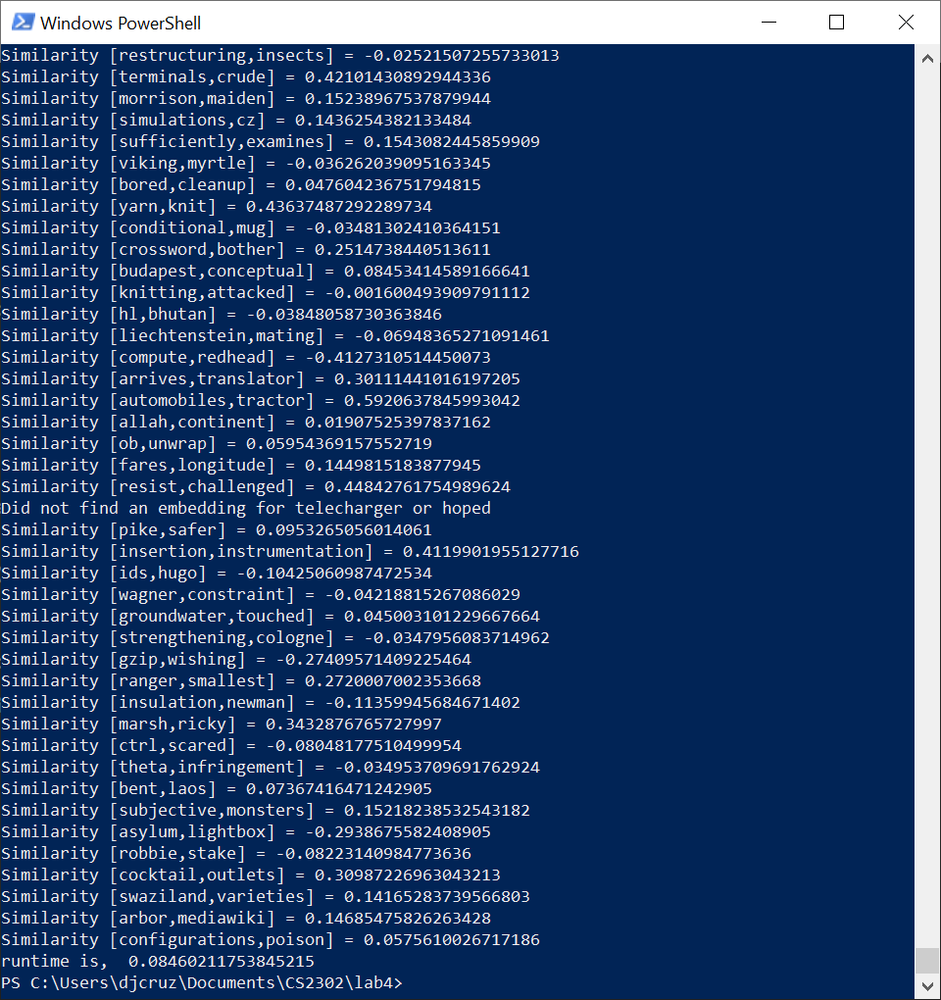 Windows PowerShell
Similarity [restructuring,insects] = -0.02521507255733013
Similarity [terminals,crude] = 0.42101430892944336
Similarity [morrison,maiden] = 0.15238967537879944
Similarity [simulations,cz] = 0.1436254382133484
Similarity [sufficiently,examines] = 0.1543082445859909
Similarity [viking,myrtle] = -0.036262039095163345
Similarity [bored,cleanup] = 0.047604236751794815
Similarity [yarn,knit] = 0.43637487292289734
Similarity [conditional,mug] = -0.03481302410364151
Similarity [crossword,bother] = 0.2514738440513611
Similarity [budapest,conceptual] = 0.08453414589166641
Similarity [knitting,attacked] = -0.001600493909791112
Similarity [hl,bhutan] = -0.03848058730363846
Similarity [liechtenstein,mating] = -0.06948365271091461
Similarity [compute,redhead] = -0.4127310514450073
Similarity [arrives,translator] = 0.30111441016197205
Similarity [automobiles,tractor] = 0.5920637845993042
Similarity [allah,continent] = 0.01907525397837162
Similarity [ob,unwrap] = 0.05954369157552719
Similarity [fares,longitude] = 0.1449815183877945
Similarity [resist,challenged] = 0.44842761754989624
Did not find an embedding for telecharger or hoped
Similarity [pike,safer] = 0.0953265056014061
Similarity [insertion,instrumentation] = 0.4119901955127716
Similarity [ids,hugo] = -0.10425060987472534
Similarity [wagner,constraint] = -0.04218815267086029
Similarity [groundwater,touched] = 0.045003101229667664
Similarity [strengthening,cologne] = -0.0347956083714962
Similarity [gzip,wishing] = -0.27409571409225464
Similarity [ranger,smallest] = 0.2720007002353668
Similarity [insulation,newman] = -0.11359945684671402
Similarity [marsh,ricky] = 0.3432876765727997
Similarity [ctrl,scared] = -0.08048177510499954
Similarity [theta,infringement] = -0.034953709691762924
Similarity [bent,laos] = 0.07367416471242905
Similarity [subjective,monsters] = 0.15218238532543182
Similarity [asylum,lightbox] = -0.2938675582408905
Similarity [robbie,stake] = -0.08223140984773636
Similarity [cocktail,outlets] = 0.30987226963043213
Similarity [swaziland,varieties] = 0.14165283739566803
Similarity [arbor,mediawiki] = 0.14685475826263428
Similarity [configurations,poison] = 0.0575610026717186
runtime is,  0.08460211753845215
PS C:\Users\djcruz\Documents\CS2302\lab4>